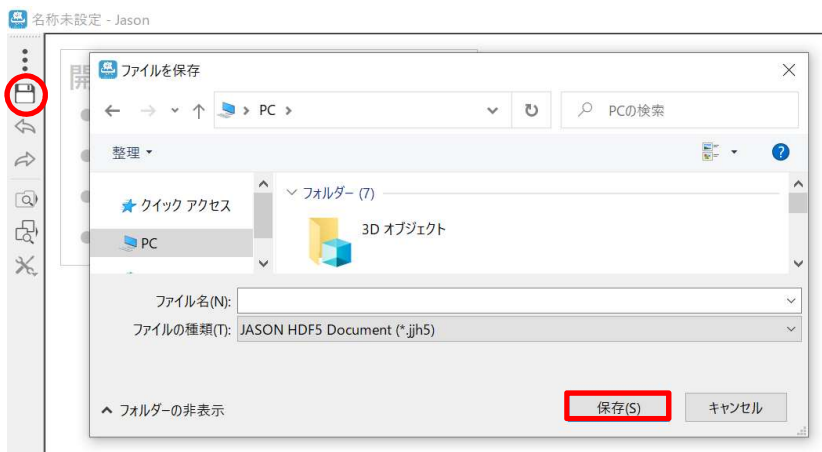 名称未設定 - Jason
開
ファイルを保存
PC
PCの検索
整理
クイック アクセス
PC
フォルダー (7)
3D オブジェクト
ファイル名(N):
ファイルの種類(T): JASON HDF5 Document (*.jjh5)
フォルダーの非表示
保存(S)
キャンセル